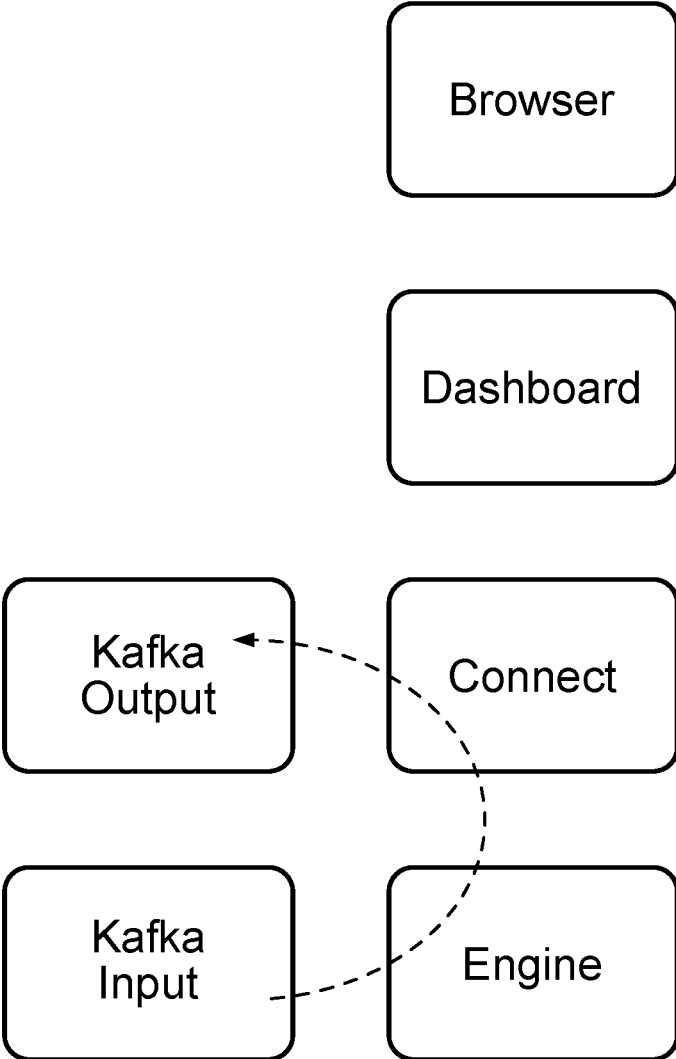 Browser
Dashboard
Kafka
Output
Connect
Kafka
Input
Engine